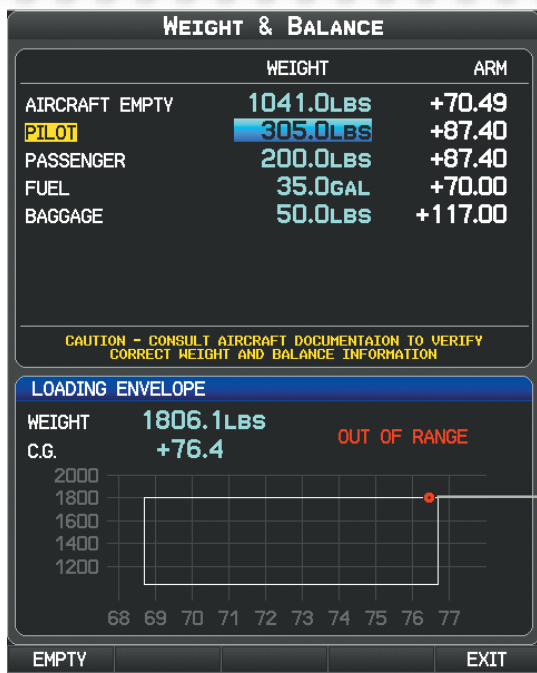 WEIGHT & BALANCE
WEIGHT ARM
AIRCRAFT EMPTY 1041.0LBS +70.49
PILOT 305.0LBS +87.40
PASSENGER 200.0LBS +87.40
FUEL 35.0GAL +70.00
BAGGAGE 50.0LBS +117.00
CAUTION - CONSULT AIRCRAFT DOCUMENTAION TO VERIFY
CORRECT WEIGHT AND BALANCE INFORMATION
LOADING ENVELOPE
WEIGHT 1806.1LBS
OUT OF RANGE
C.G. +76.4
2000
1800
1600
1400
1200
68 69 70 71 72 73 74 75 76 77
EMPTY EXIT